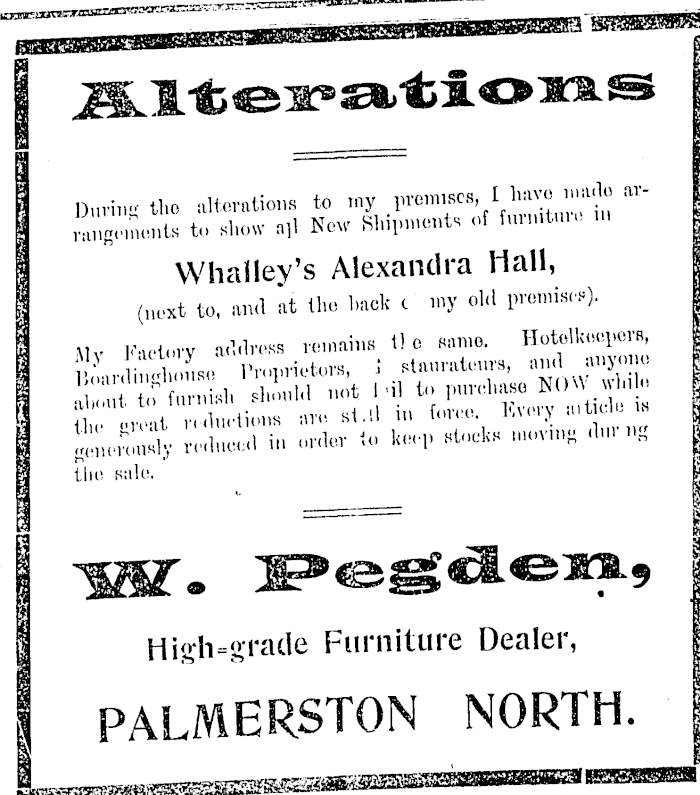 Alterations
During the alterations to my premises, I have made ar-
rangements to show all New Shipments of furniture in
Whalley's Alexandra Hall,
(next to, and at the back my old premises).
My Factory address remains the same. Hotelkeepers,
Boardinghouse Proprietors, staurateurs, and anyone
about to furnish should not fail to purchase NOW while
the great reductions are still in force. Every article is
generously reduced in order to keep stocks moving during
the sale.
W. Pegden,
High-grade Furniture Dealer,
PALMERSTON NORTH.